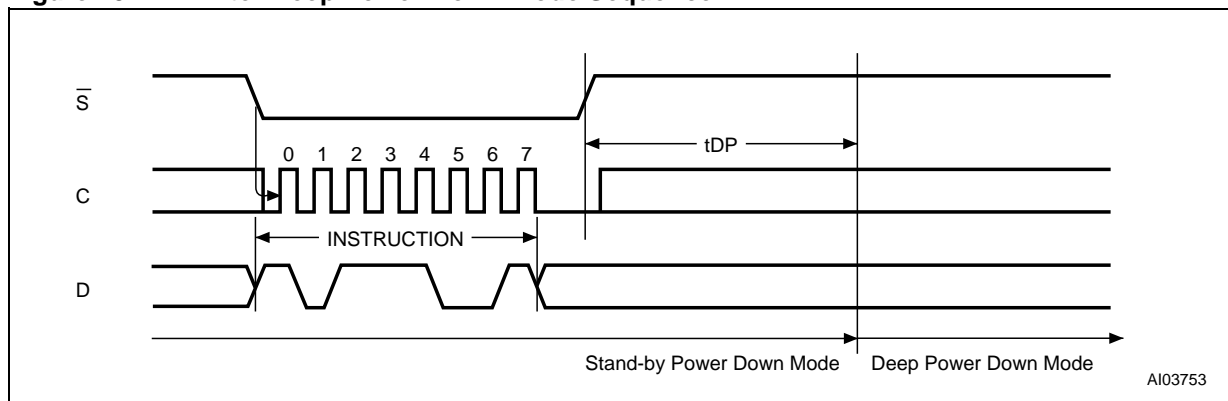 S
tDP
0 1 2 3 4 5 6 7
C
INSTRUCTION
D
Stand-by Power Down Mode Deep Power Down Mode
AI03753